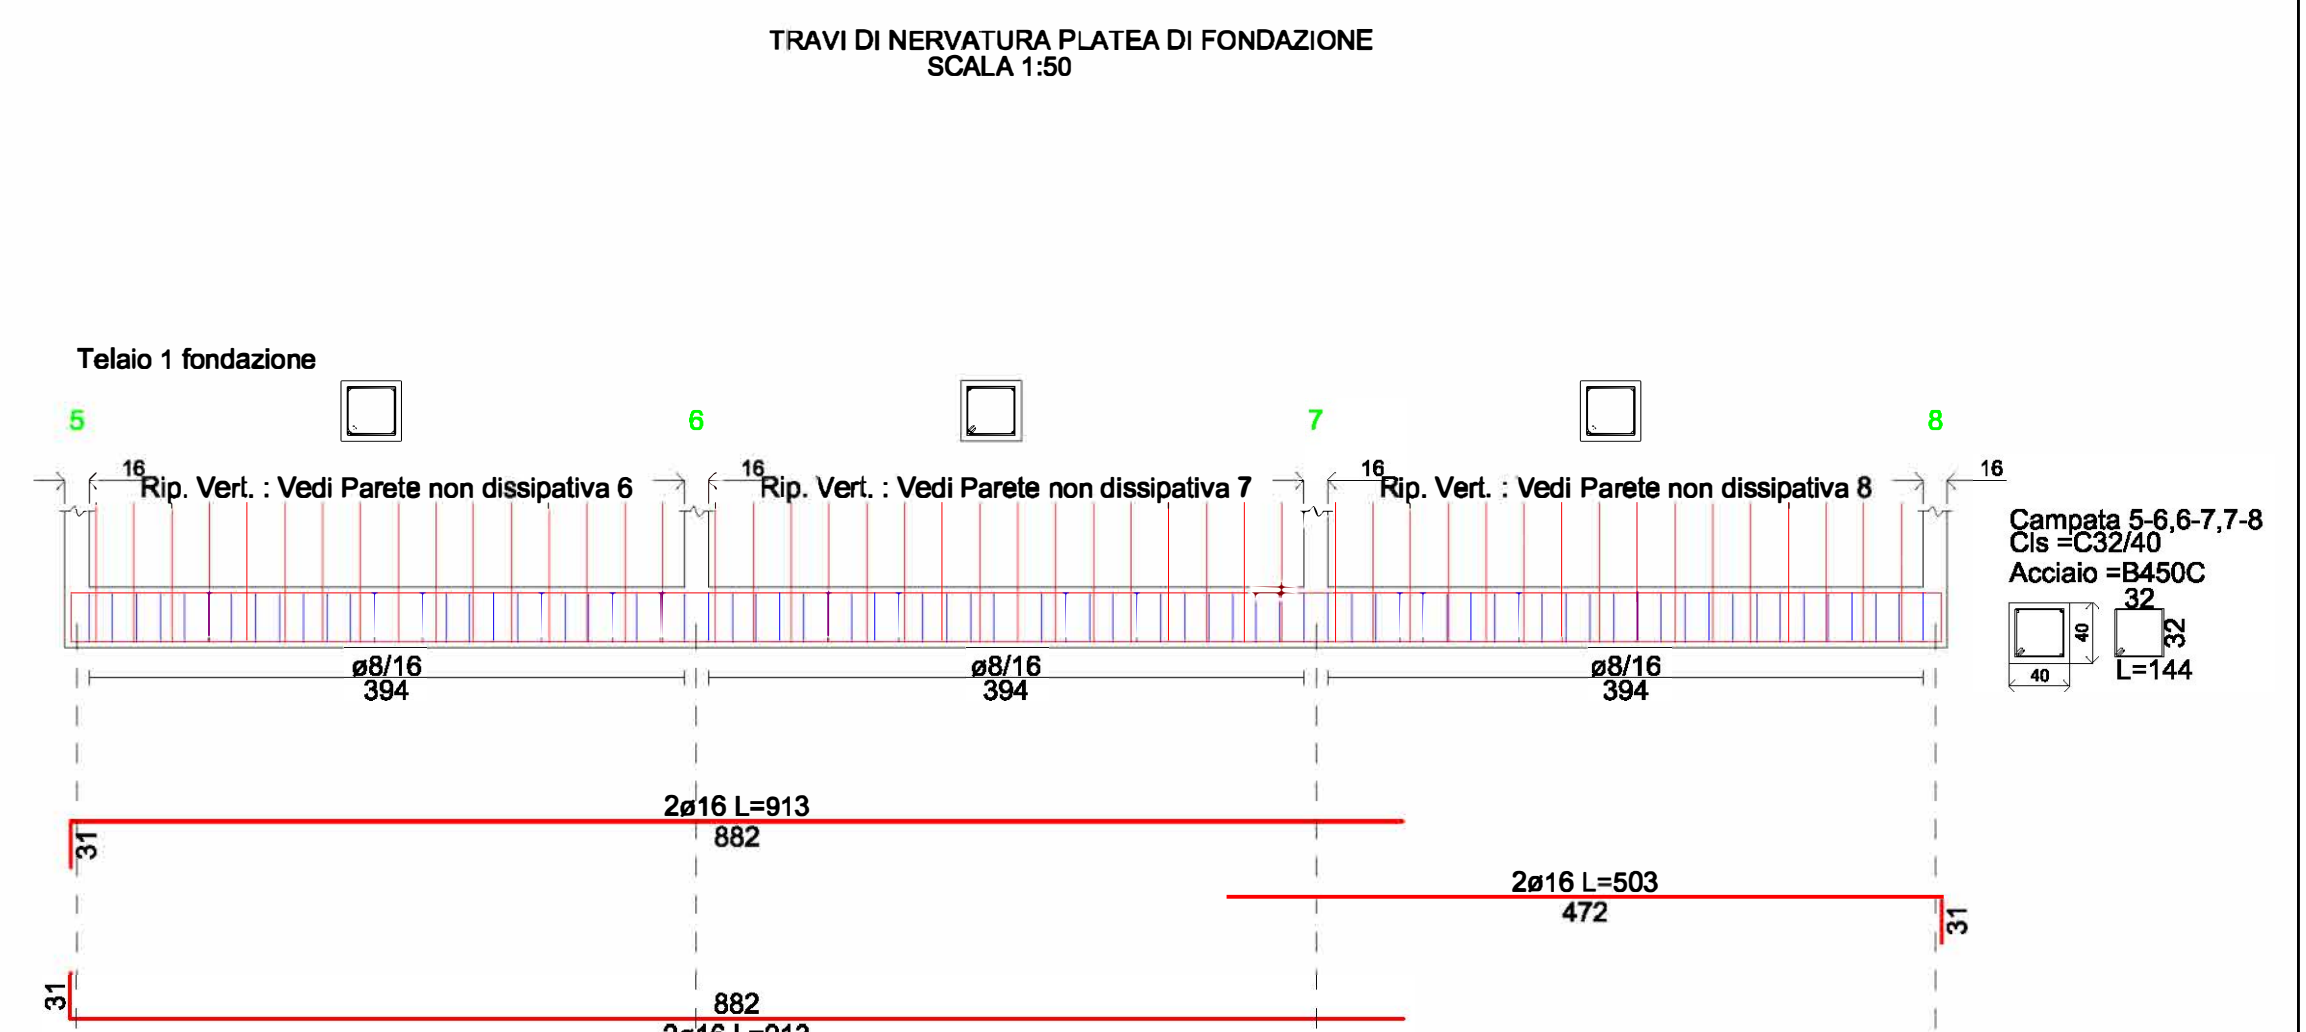 TRAVI DI NERVATURA PLATEA DI FONDAZIONE
SCALA 1:50
Telaio 1 fondazione
5
6
7
8
16
Rip. Vert. : Vedi Parete non dissipativa 6
16
Rip. Vert. : Vedi Parete non dissipativa 7
16
Rip. Vert. : Vedi Parete non dissipativa 8
16
Campata 5-6,6-7,7-8
Cls =C32/40
Acciaio =B450C
32
40
32
40
L=144
ø8/16
394
ø8/16
394
ø8/16
394
2ø16 L=913
882
31
2ø16 L=503
472
31
31
882
2ø16 L=913